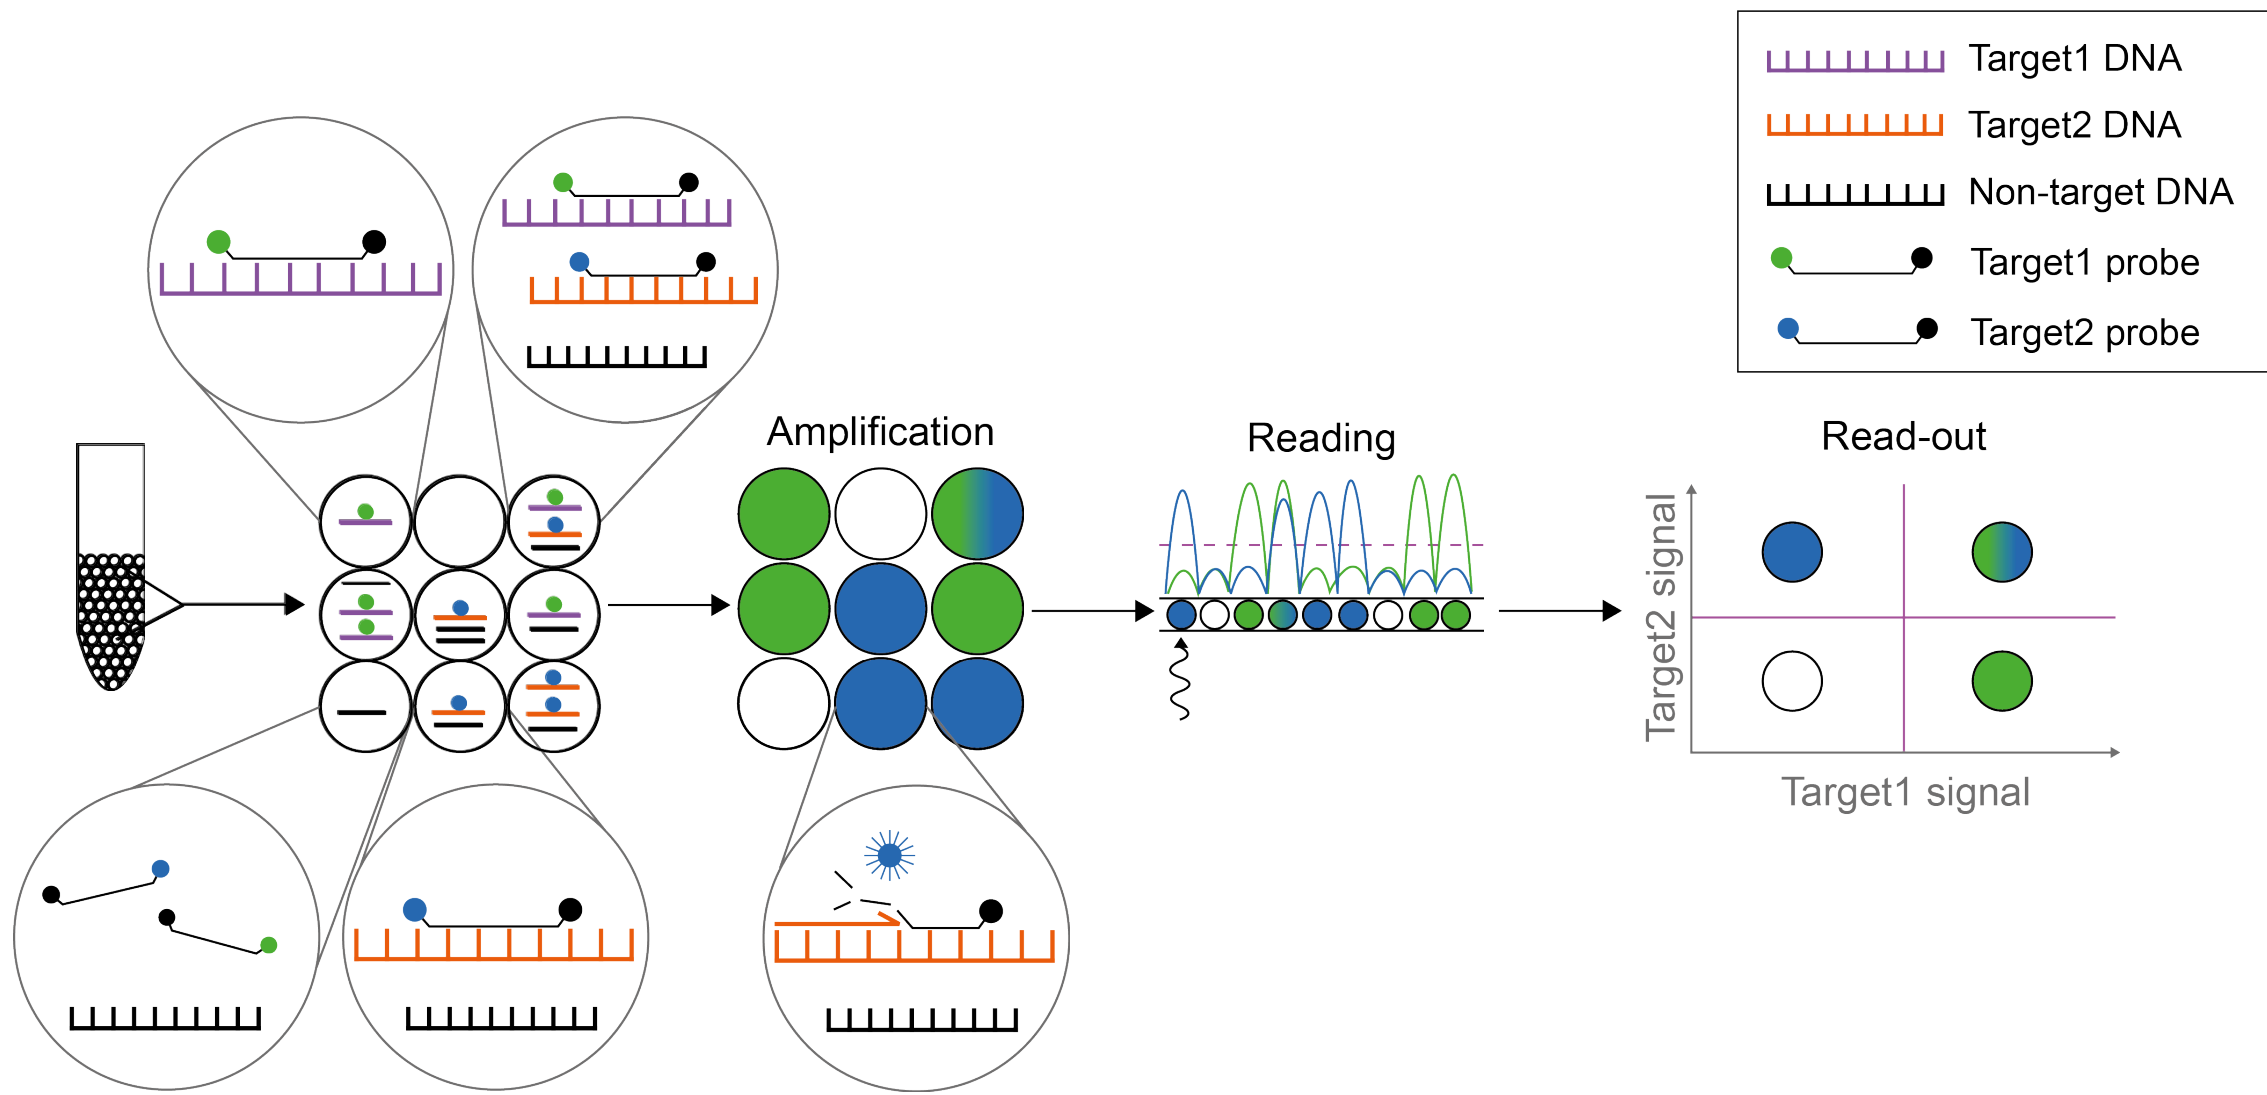 Target1 DNA
Target2 DNA
Non-target DNA
Target1 probe
Target2 probe
Amplification
Reading
Read-out
Target2 signal
Target1 signal